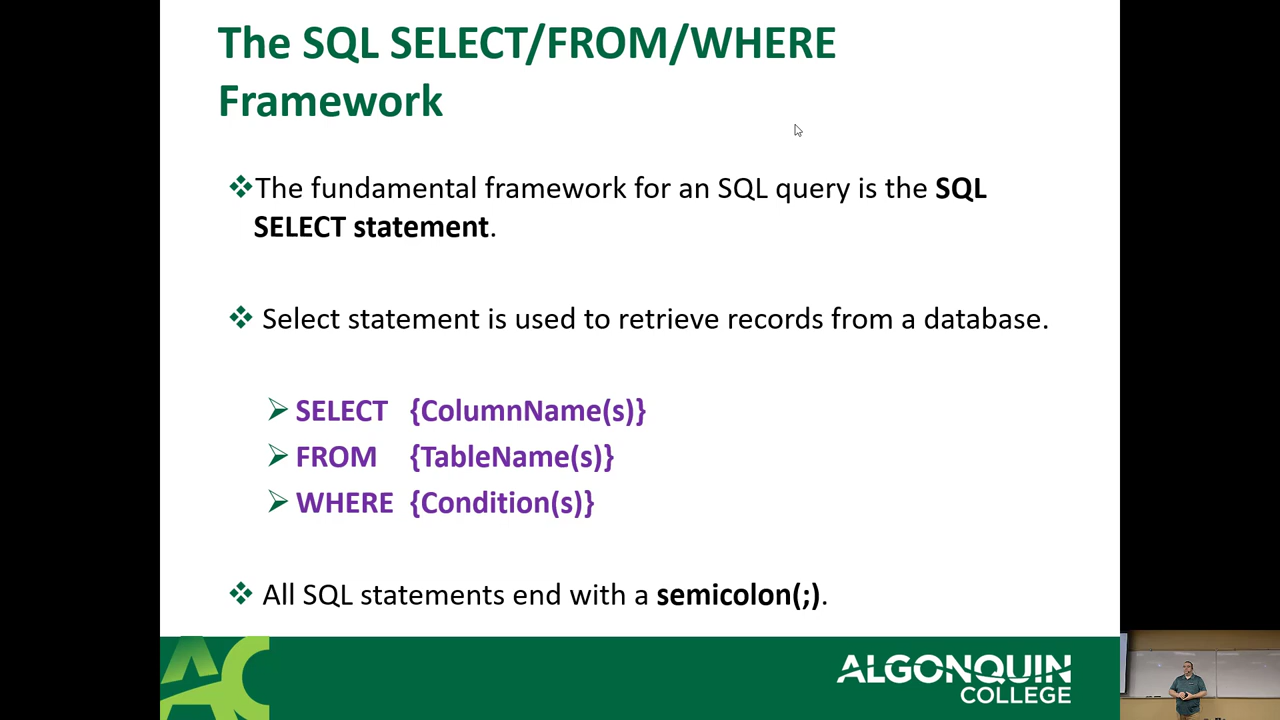 The SQL SELECT/FROM/WHERE
Framework
The fundamental framework for an SQL query is the SQL
SELECT statement.
Select statement is used to retrieve records from a database.
SELECT {ColumnName(s)}
FROM {TableName(s)}
WHERE {Condition(s)}
All SQL statements end with a semicolon(;).
AC
ALGONQUIN
COLLEGE